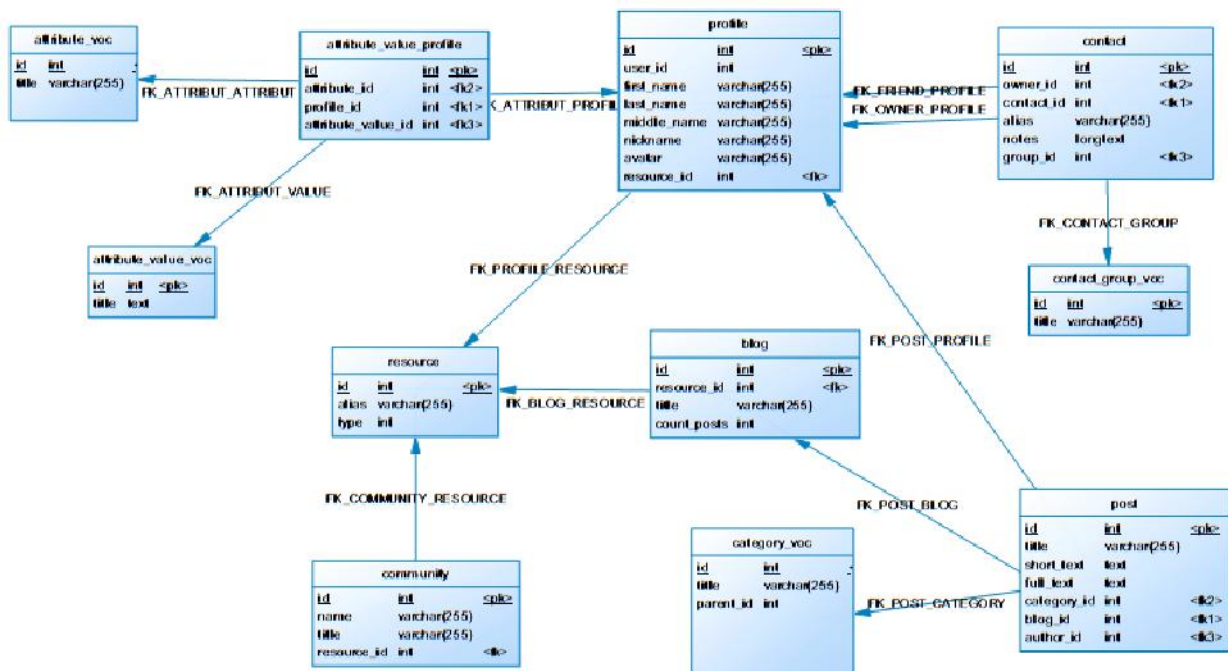 attribute_voc
id int
title varchar(255)
FK_ATTRIBUT_ATTRIBUT
attribute_value_profile
id int <pk>
attribute_id int <fk2>
profile_id int <fk1>
attribute_value_id int <fk3>
K_ATTRIBUT_PROFIL
profile
id int <pk>
user_id int
first_name varchar(255)
last_name varchar(255)
middle_name varchar(255)
nickname varchar(255)
avatar varchar(255)
resource_id int <fk>
FK_FRIEND_PROFILE
FK_OWNER_PROFILE
contact
id int <pk>
owner_id int <fk2>
contact_id int <fk1>
alias varchar(255)
notes longtext
group_id int <fk3>
FK_ATTRIBUT_VALUE
FK_CONTACT_GROUP
attribute_value_voc
id int <pk>
title text
FK_PROFILE_RESOURCE
contact_group_voc
id int <pk>
title varchar(255)
resource
id int <pk>
alias varchar(255)
type int
FK_BLOG_RESOURCE
blog
id int <pk>
resource_id int <fk>
title varchar(255)
count_posts int
FK_POST_PROFILE
FK_COMMUNITY_RESOURCE
FK_POST_BLOG
community
id int <pk>
name varchar(255)
title varchar(255)
resource_id int <fk>
category_voc
id int
title varchar(255)
parent_id int
FK_POST_CATEGORY
post
id int <pk>
title varchar(255)
short_text text
full_text text
category_id int <fk2>
blog_id int <fk1>
author_id int <fk3>